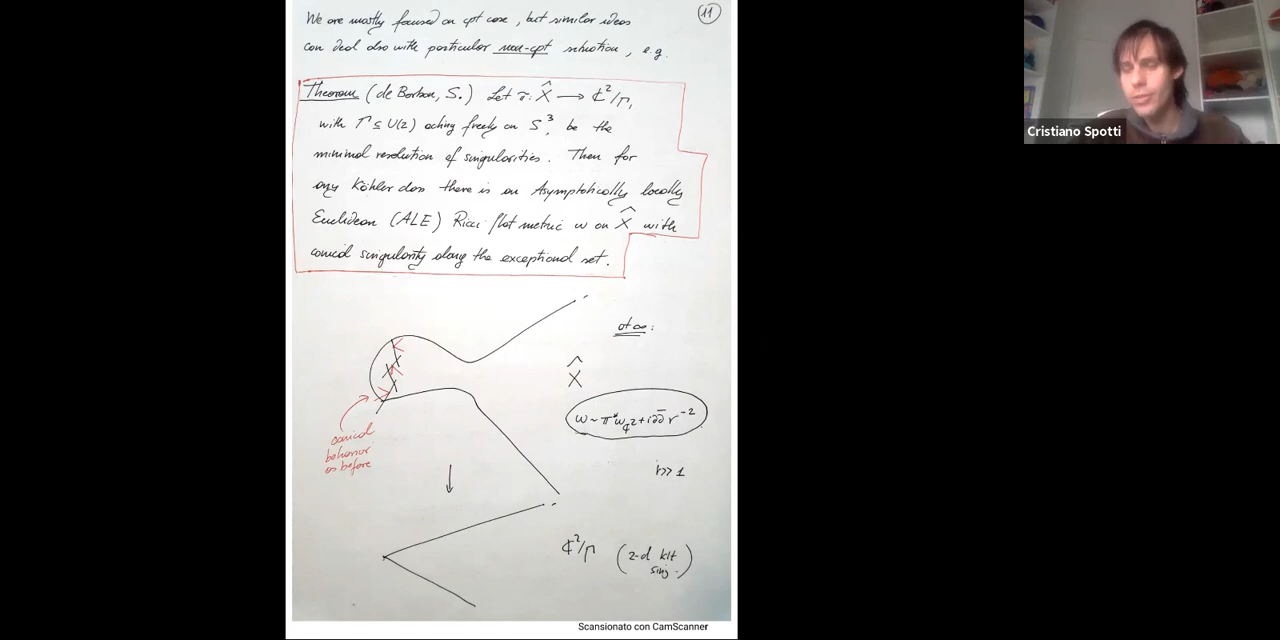 We are mostly focused on cpt case, but similar ideas
can deal also with particular non-cpt situation, e.g.
11
Theorem (de Borbon, S.) Let π: X̂ → ℂ²/Γ,
with Γ ⊆ U(2) acting freely on S³, be the
minimal resolution of singularities. Then for
any Kähler class there is an Asymptotically locally
Euclidean (ALE) Ricci flat metric ω on X̂ with
conical singularity along the exceptional set.
at ∞:
X̂
ω ~ π*ω_ℂ² + i∂∂̄ r⁻²
r>>1
conical
behavior
as before
ℂ²/Γ (2-d klt
sing.)
Scansionato con CamScanner
Cristiano Spotti